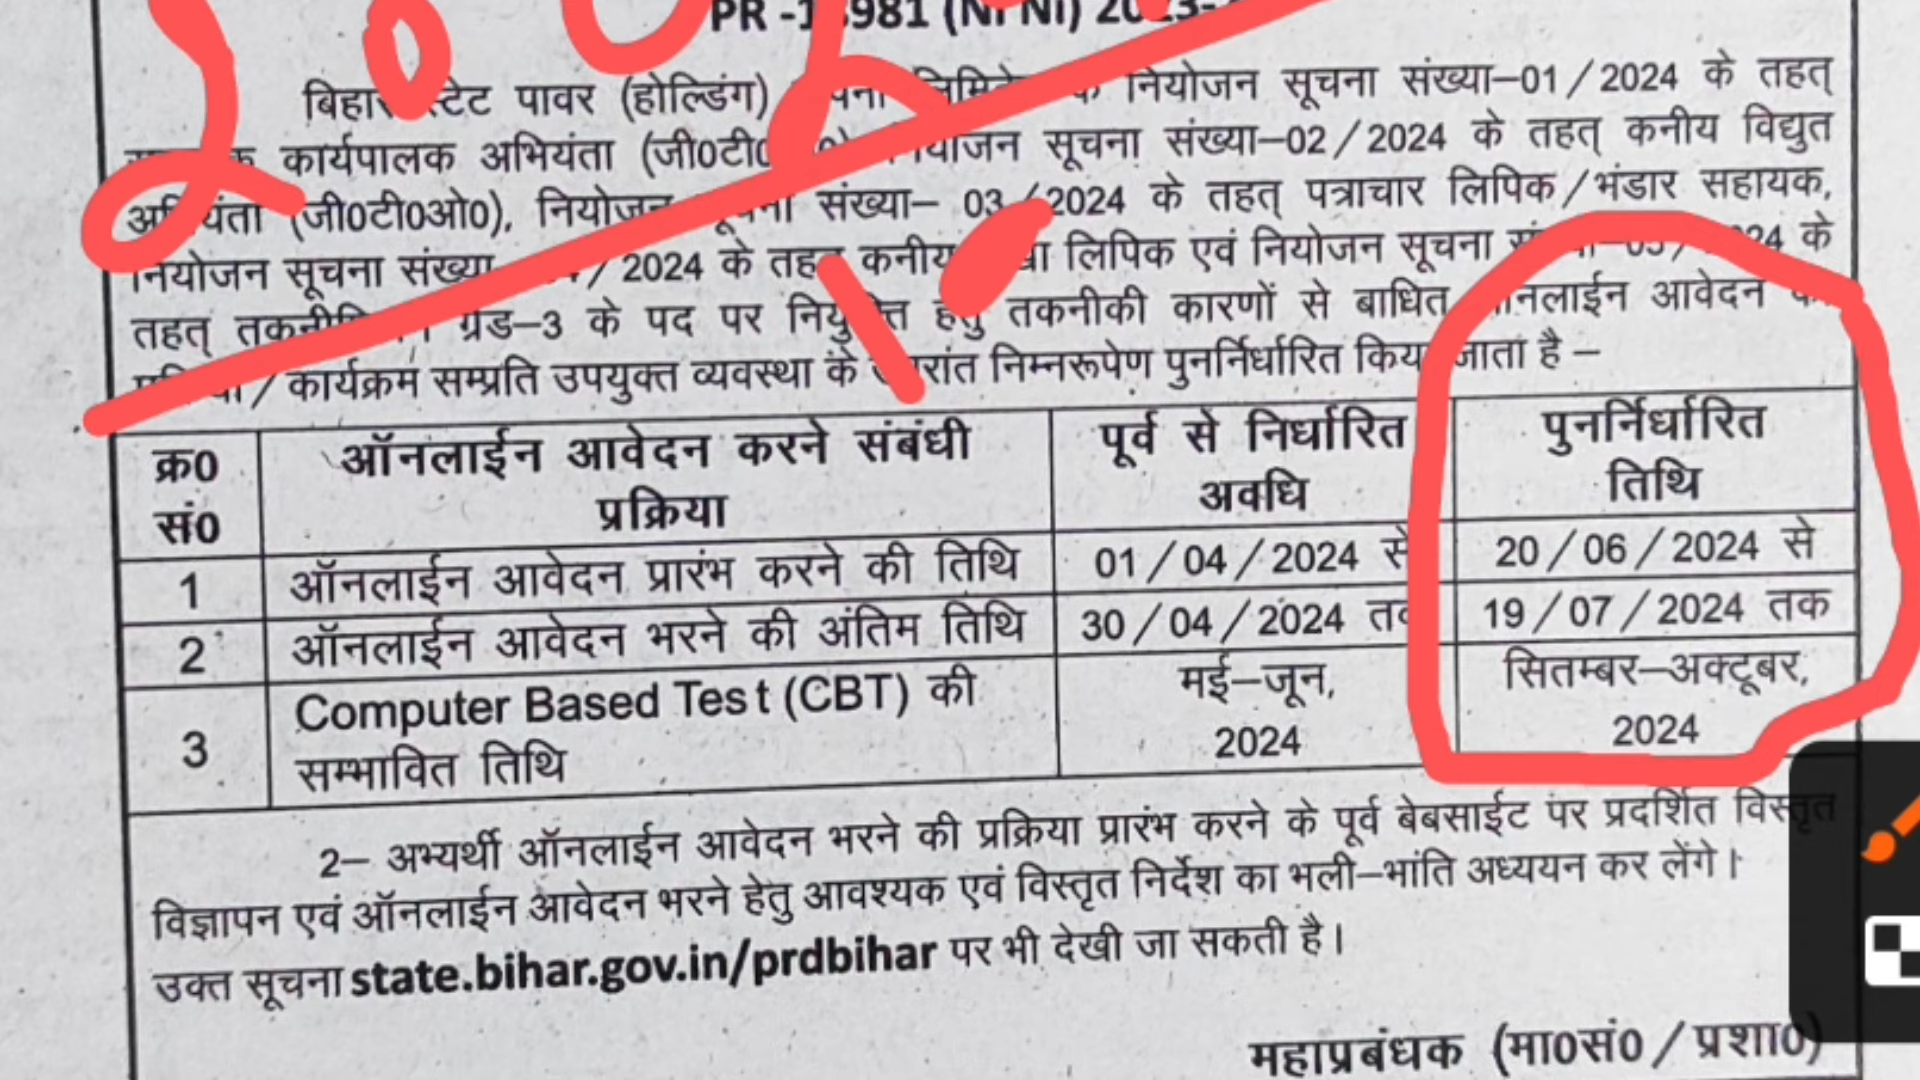 981 (NI NI)
बिहार स्टेट पावर (होल्डिंग) नियोजन सूचना संख्या–01/2024 के तहत्
कार्यपालक अभियंता सूचना संख्या–02/2024 के तहत् कनीय विद्युत
(जी0टी0ओ0), नियोजन संख्या– 03/2024 के तहत् पत्राचार लिपिक/भंडार सहायक,
नियोजन सूचना संख्या 2024 के तहत् कनीय लिपिक एवं नियोजन सूचना के
तहत् ग्रेड–3 के पद पर नियुक्ति हेतु तकनीकी कारणों से बाधित ऑनलाईन आवेदन
/कार्यक्रम सम्प्रति उपयुक्त व्यवस्था के उपरांत निम्नरूपेण पुनर्निर्धारित किया जाता है –
क्र0 ऑनलाईन आवेदन करने संबंधी पूर्व से निर्धारित पुनर्निर्धारित
सं0 प्रक्रिया अवधि तिथि
1 ऑनलाईन आवेदन प्रारंभ करने की तिथि 01/04/2024 से 20/06/2024 से
2 ऑनलाईन आवेदन भरने की अंतिम तिथि 30/04/2024 तक 19/07/2024 तक
3 Computer Based Test (CBT) की मई–जून, सितम्बर–अक्टूबर,
सम्भावित तिथि 2024 2024
2– अभ्यर्थी ऑनलाईन आवेदन भरने की प्रक्रिया प्रारंभ करने के पूर्व बेबसाईट पर प्रदर्शित विस्तृत
विज्ञापन एवं ऑनलाईन आवेदन भरने हेतु आवश्यक एवं विस्तृत निर्देश का भली–भांति अध्ययन कर लेंगे।
उक्त सूचना state.bihar.gov.in/prdbihar पर भी देखी जा सकती है।
महाप्रबंधक (मा0सं0/प्रशा0)